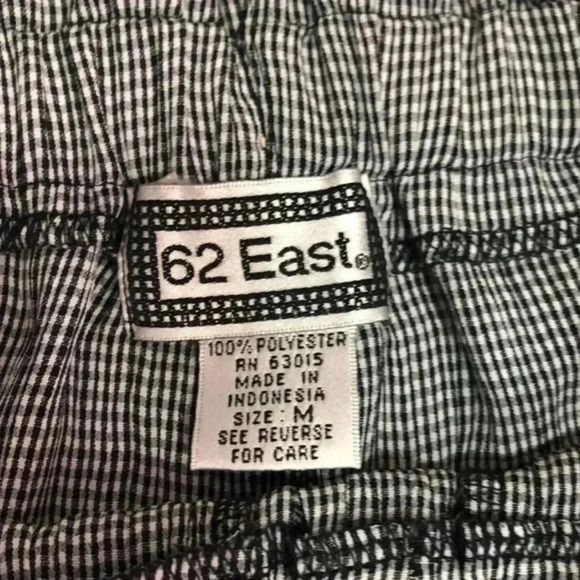 62 East®
100% POLYESTER
RN 63015
MADE IN
INDONESIA
SIZE: M
SEE REVERSE
FOR CARE